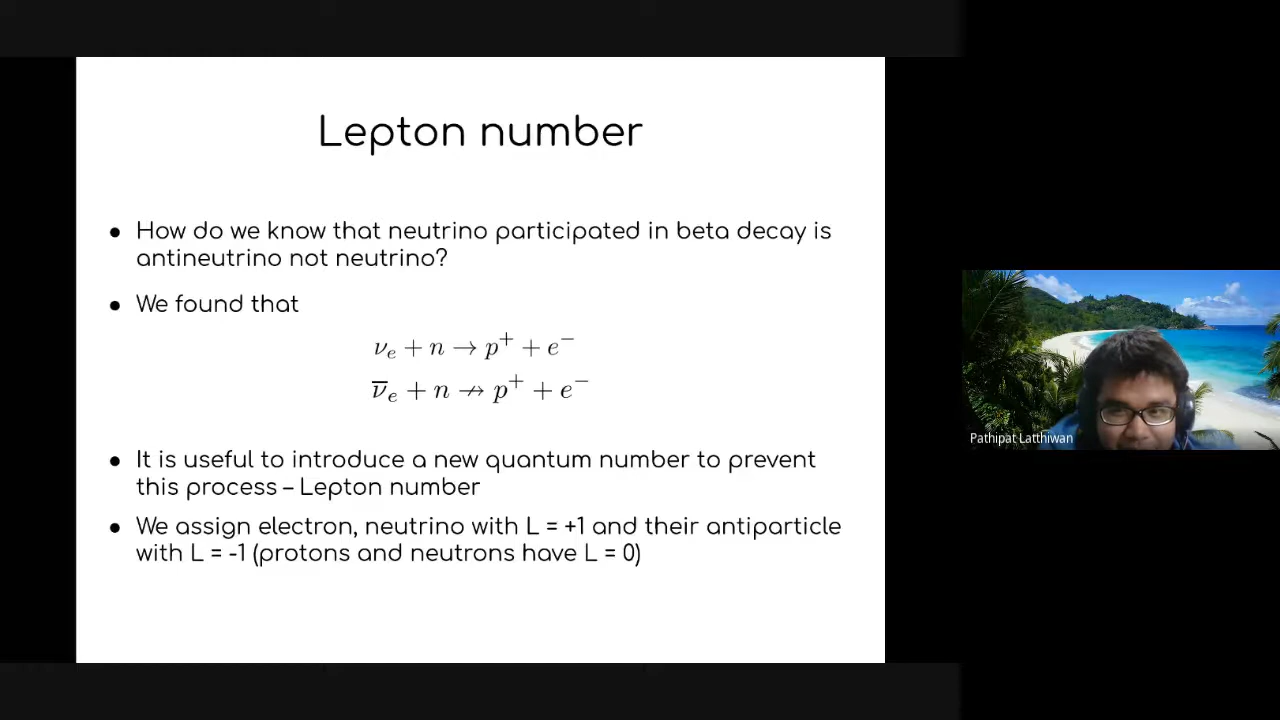 Lepton number
● How do we know that neutrino participated in beta decay is
antineutrino not neutrino?
● We found that
νₑ + n → p⁺ + e⁻
ν̅ₑ + n ↛ p⁺ + e⁻
● It is useful to introduce a new quantum number to prevent
this process – Lepton number
● We assign electron, neutrino with L = +1 and their antiparticle
with L = -1 (protons and neutrons have L = 0)
Pathipat Latthiwan